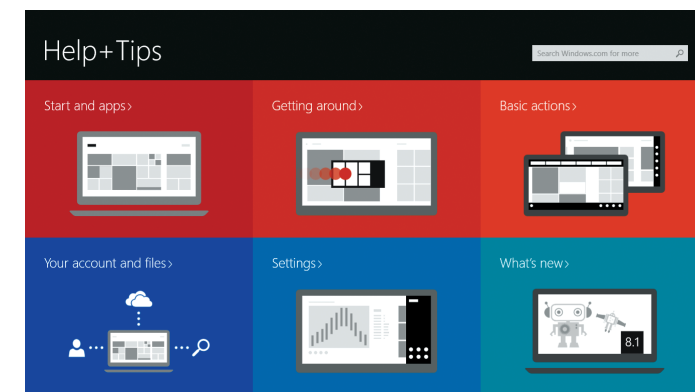 Help+Tips
Search Windows.com for more
Start and apps>
Getting around>
Basic actions>
Your account and files>
Settings>
What's new>
8.1